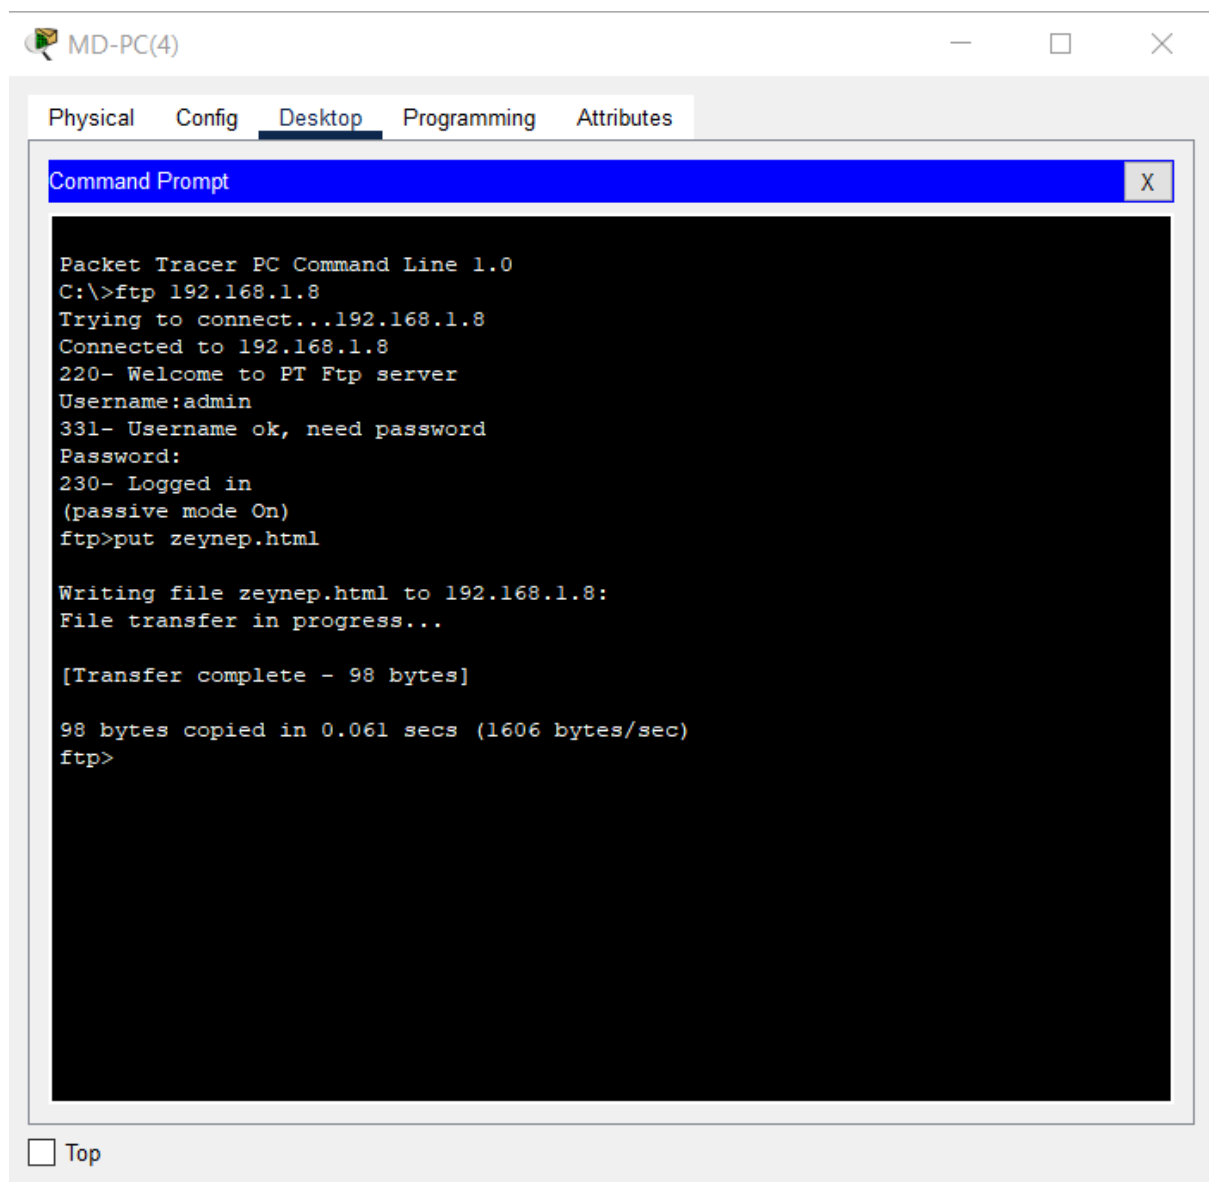 MD-PC(4)
Physical Config Desktop Programming Attributes
Command Prompt X
Packet Tracer PC Command Line 1.0
C:\>ftp 192.168.1.8
Trying to connect...192.168.1.8
Connected to 192.168.1.8
220- Welcome to PT Ftp server
Username:admin
331- Username ok, need password
Password:
230- Logged in
(passive mode On)
ftp>put zeynep.html
Writing file zeynep.html to 192.168.1.8:
File transfer in progress...
[Transfer complete - 98 bytes]
98 bytes copied in 0.061 secs (1606 bytes/sec)
ftp>
Top